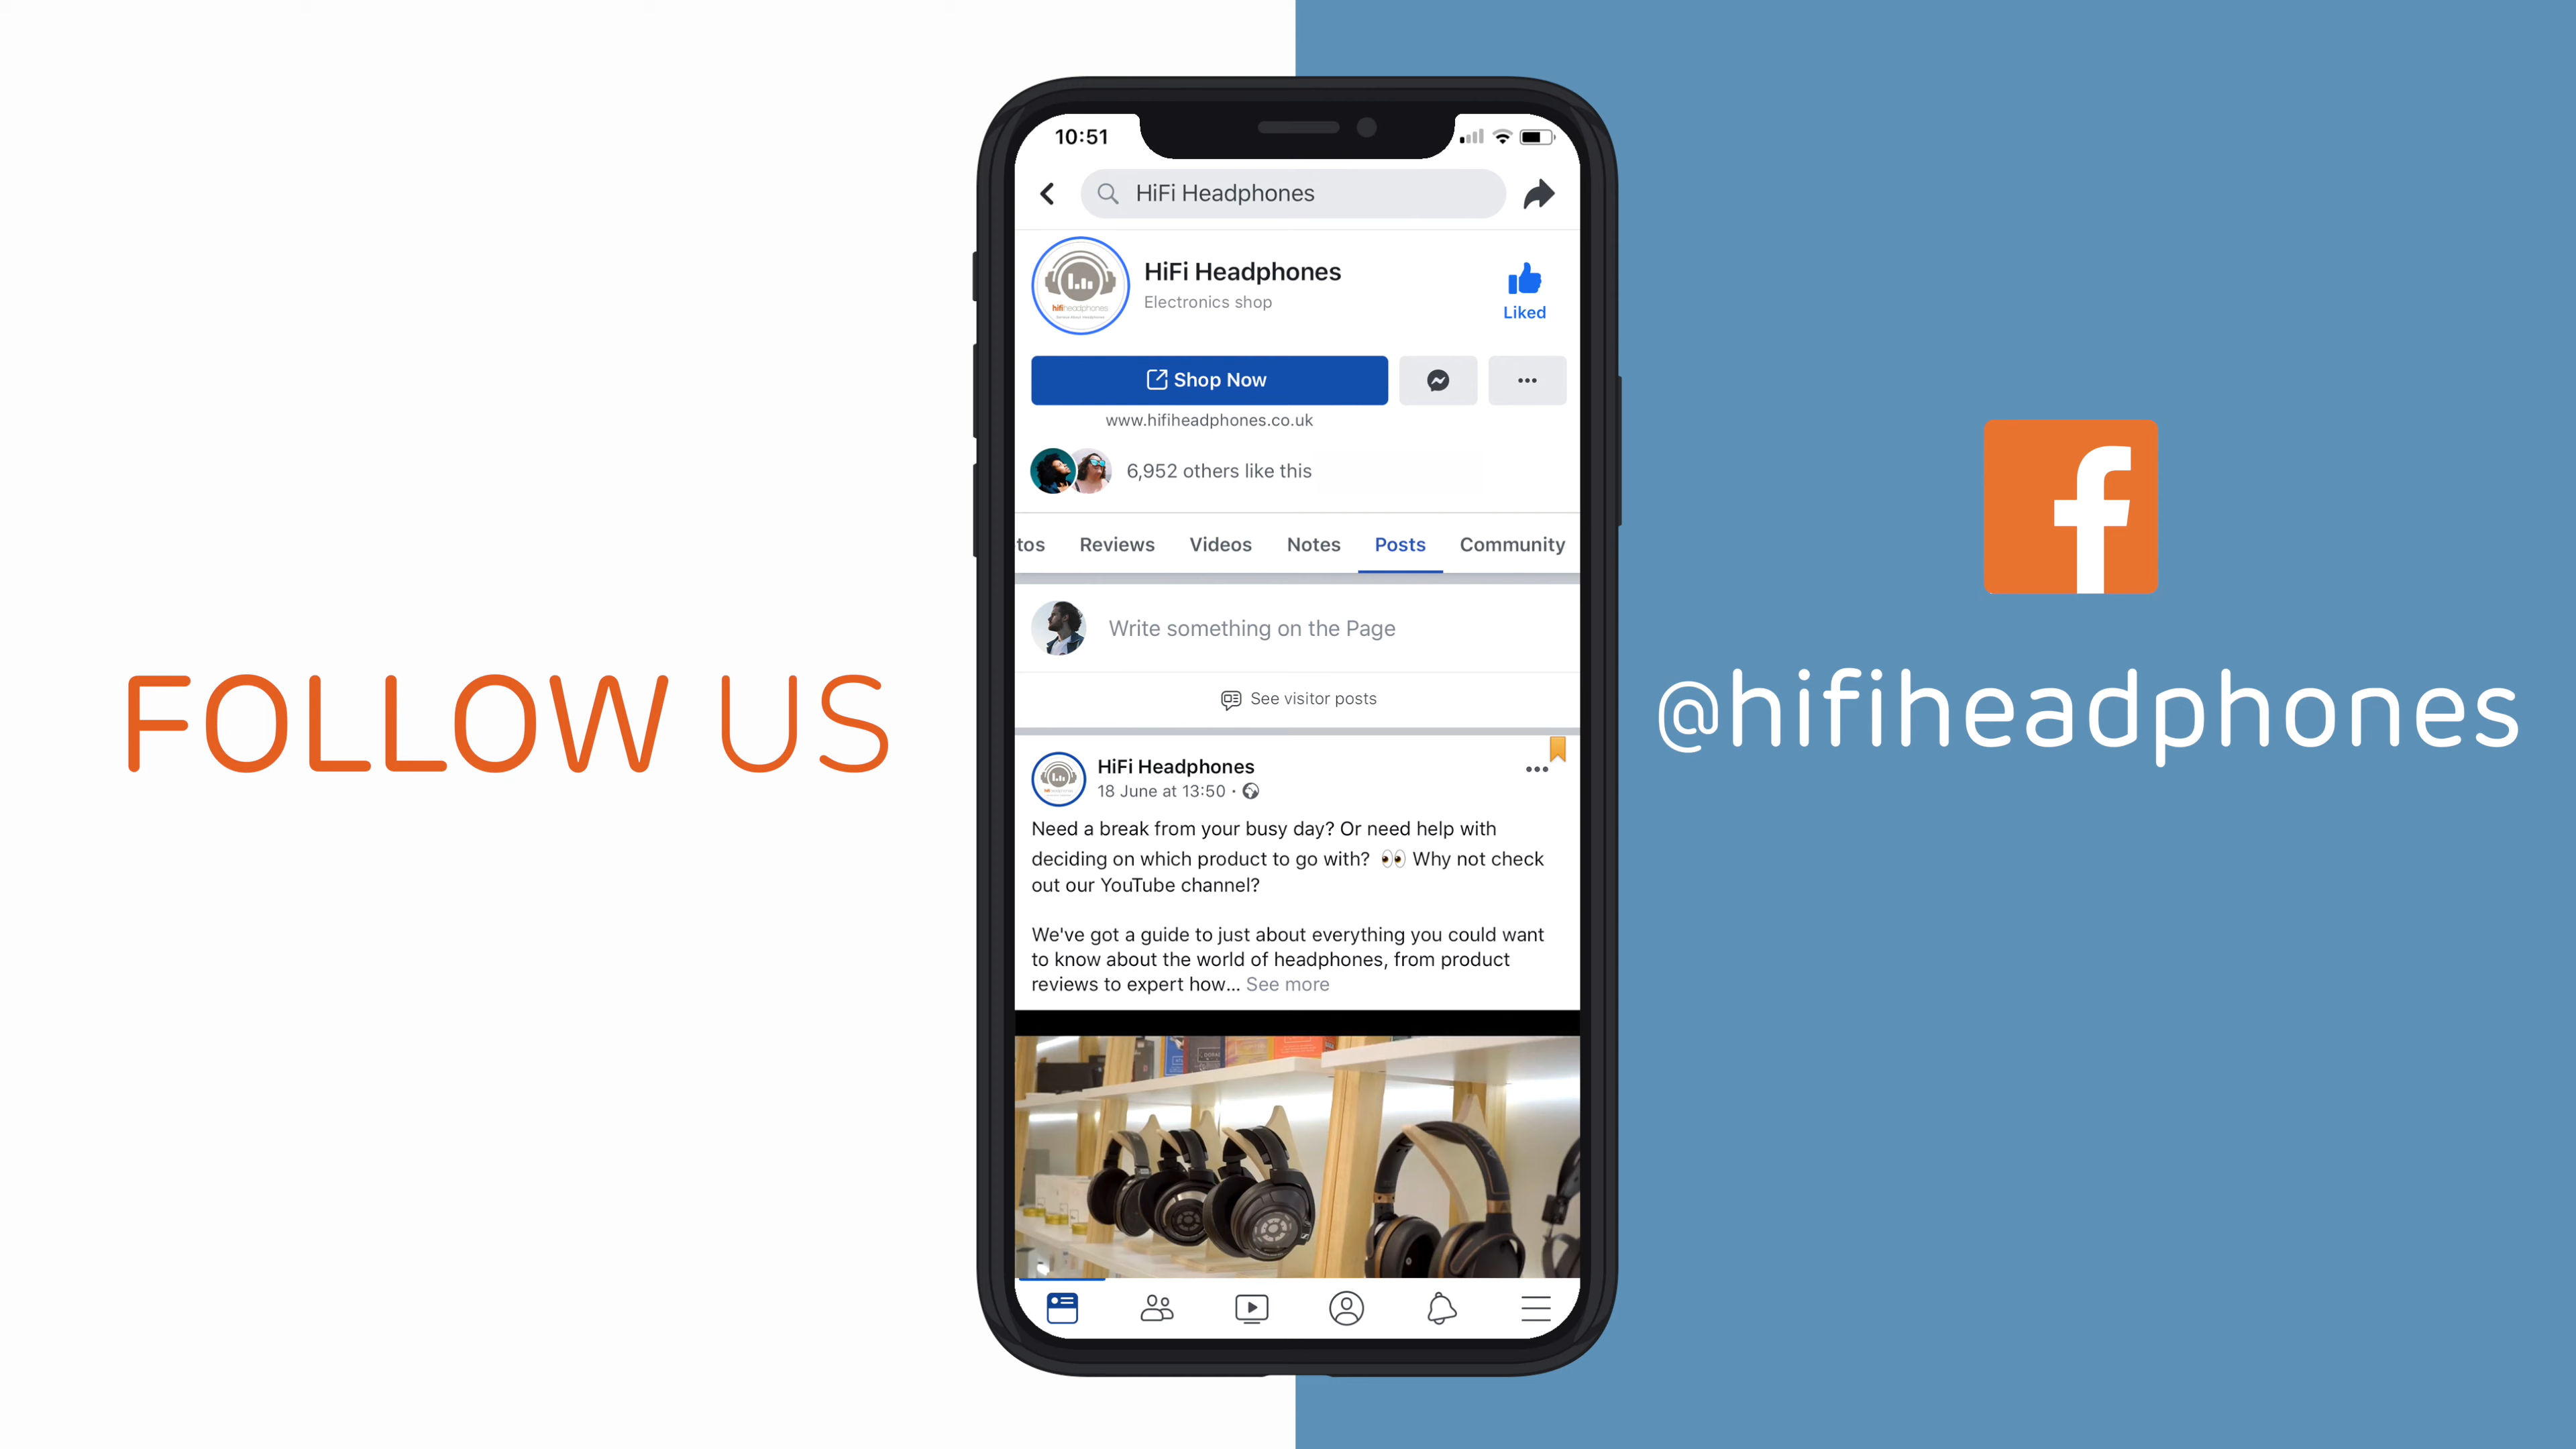 FOLLOW US
10:51
HiFi Headphones
HiFi Headphones
Electronics shop
Liked
hifiheadphones
Shop Now
www.hifiheadphones.co.uk
6,952 others like this
tos Reviews Videos Notes Posts Community
Write something on the Page
See visitor posts
HiFi Headphones
18 June at 13:50 ·
Need a break from your busy day? Or need help with
deciding on which product to go with? 👀 Why not check
out our YouTube channel?
We've got a guide to just about everything you could want
to know about the world of headphones, from product
reviews to expert how... See more
f
@hifiheadphones